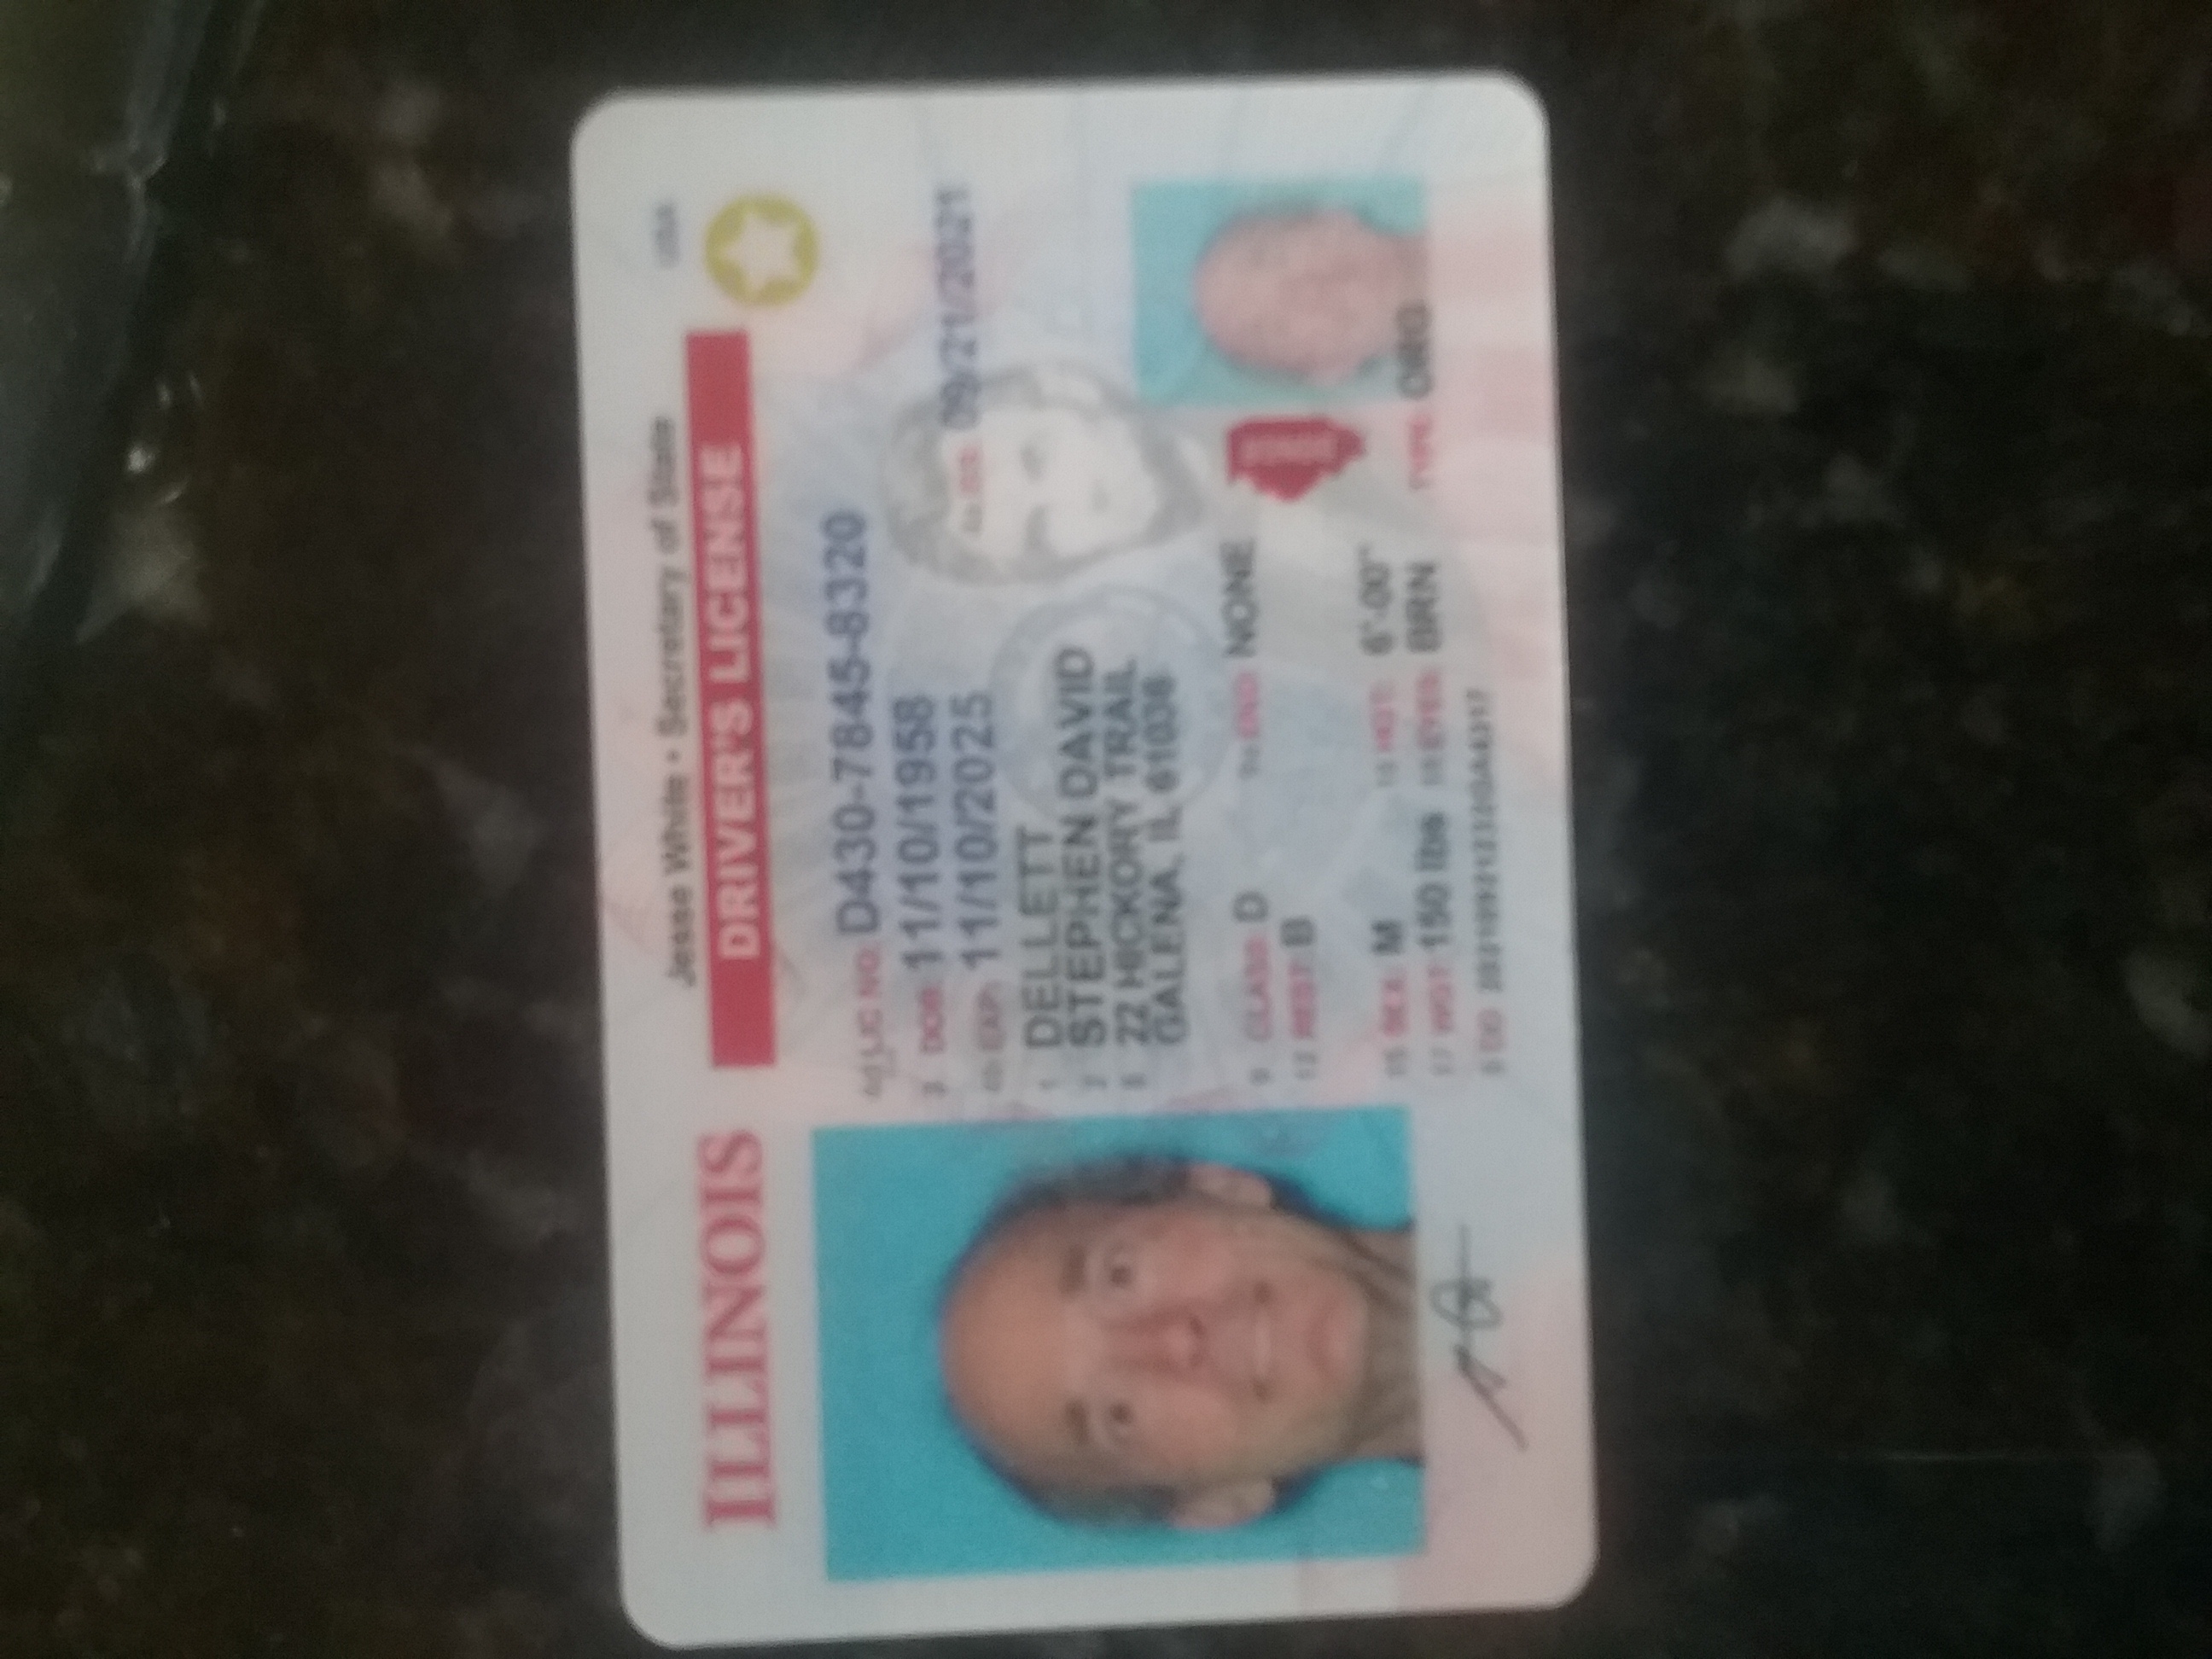 Jesse White • Secretary of State
USA
ILLINOIS
DRIVER'S LICENSE
4d LIC NO: D430-7845-8320
3 DOB: 11/10/1958
4b EXP: 11/10/2025
4a ISS: 09/21/2021
1 DELLETT
2 STEPHEN DAVID
8 22 HICKORY TRAIL
GALENA, IL 61036
9 CLASS: D
9a END: NONE
12 REST: B
15 SEX: M
16 HGT: 6'-00"
17 WGT: 150 lbs
18 EYES: BRN
TYPE: ORG
5 DD